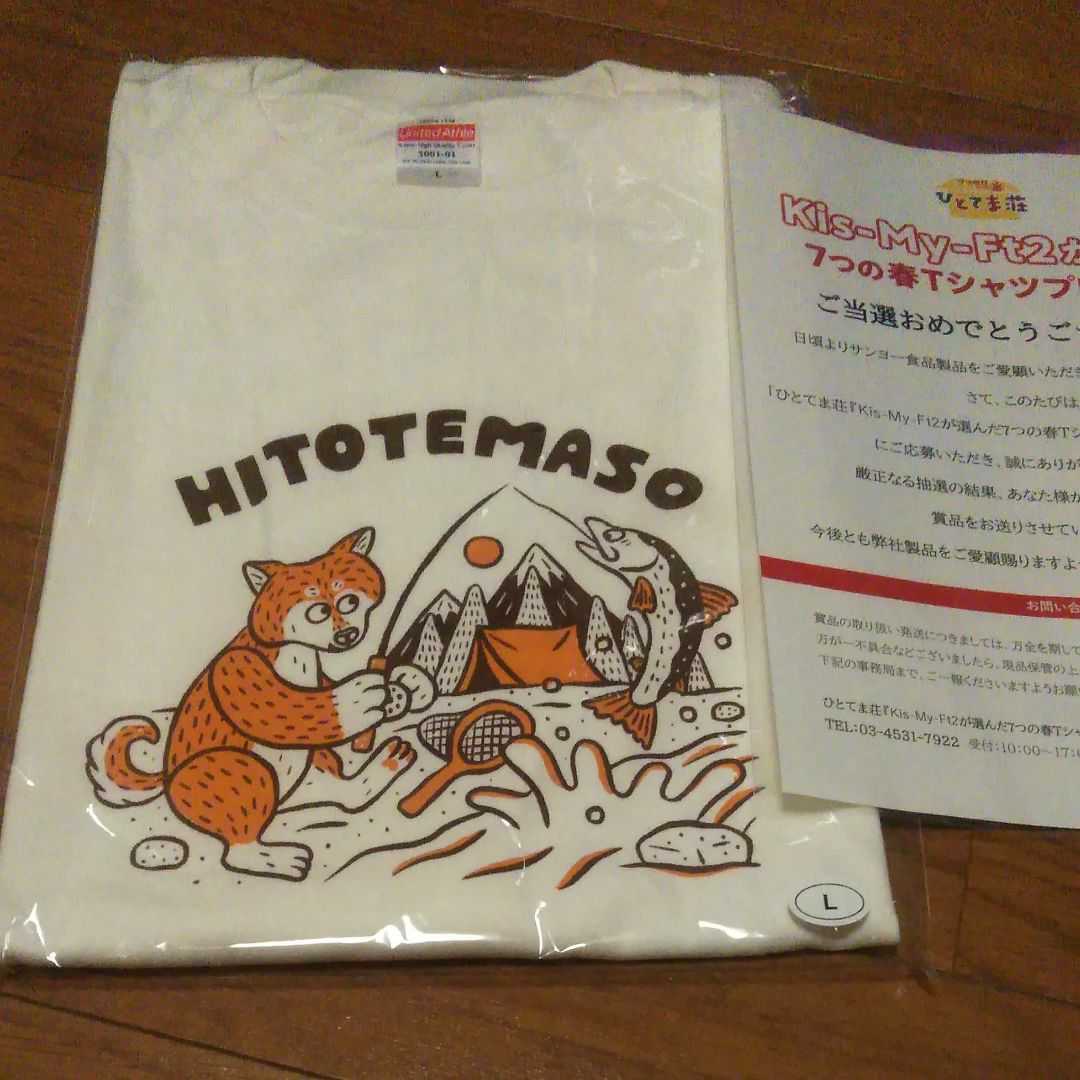 United Athle
5001-01
L
HITOTEMASO
L
ひとてま荘
Kis-My-Ft2が
7つの春Tシャツプ
ご当選おめでとうご
日頃よりサンヨー食品製品をご愛顧いただき
さて、このたびは
「ひとてま荘『Kis-My-Ft2が選んだ7つの春Tシ
にご応募いただき、誠にありが
厳正なる抽選の結果、あなた様が
賞品をお送りさせてい
今後とも弊社製品をご愛顧賜りますよ
お問い合
賞品の取り扱い発送につきましては、万全を期して
万が一不具合などございましたら、現品保管の上
下記の事務局まで、ご一報くださいますようお願
ひとてま荘『Kis-My-Ft2が選んだ7つの春Tシャ
TEL:03-4531-7922 受付:10:00〜17:0